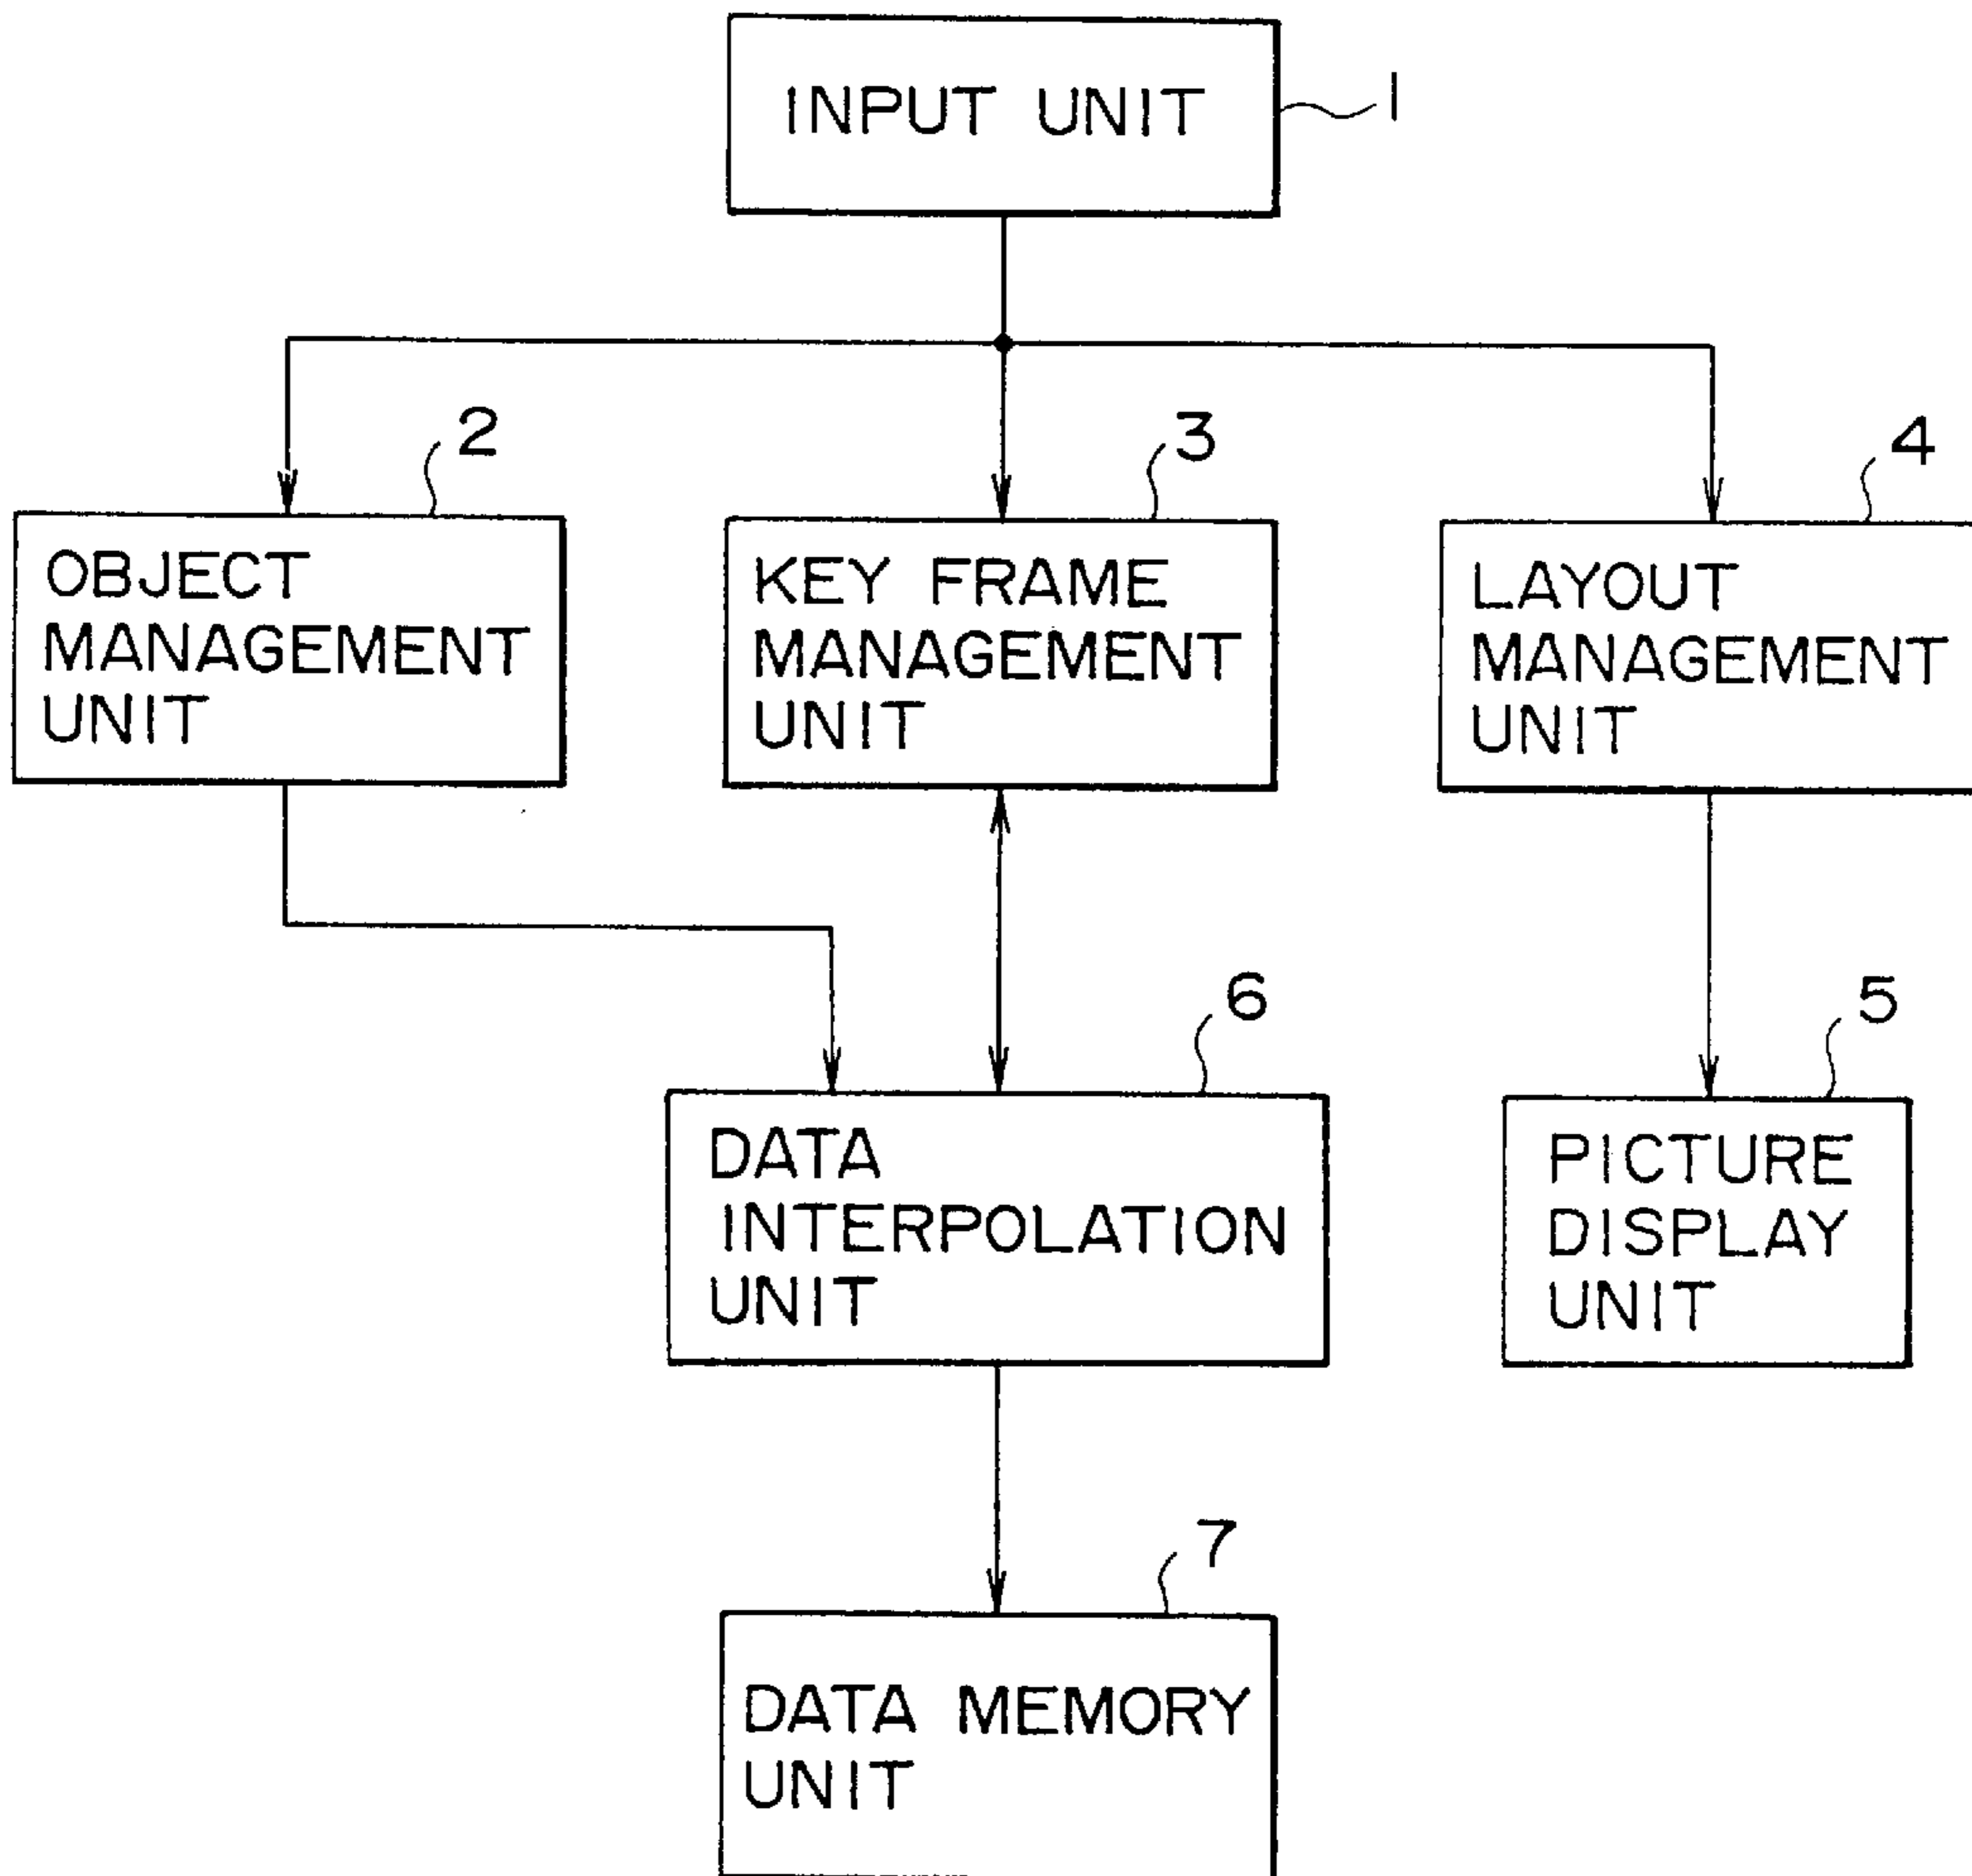 INPUT UNIT
1
2
3
4
OBJECT
MANAGEMENT
UNIT
KEY FRAME
MANAGEMENT
UNIT
LAYOUT
MANAGEMENT
UNIT
6
5
DATA
INTERPOLATION
UNIT
PICTURE
DISPLAY
UNIT
7
DATA MEMORY
UNIT